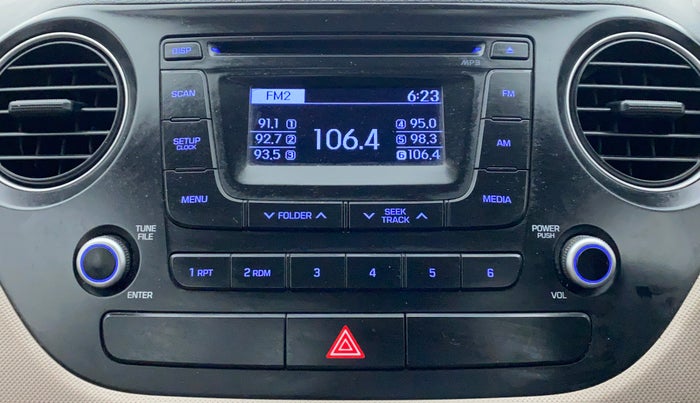 DISP
MP3
SCAN
FM2 6:23
FM
91.1 1
4 95.0
SETUP
CLOCK
92.7 2
106.4
5 98.3
AM
93.5 3
6 106.4
MENU
MEDIA
FOLDER
SEEK
TRACK
TUNE
FILE
POWER
PUSH
1 RPT
2 RDM
3
4
5
6
ENTER
VOL